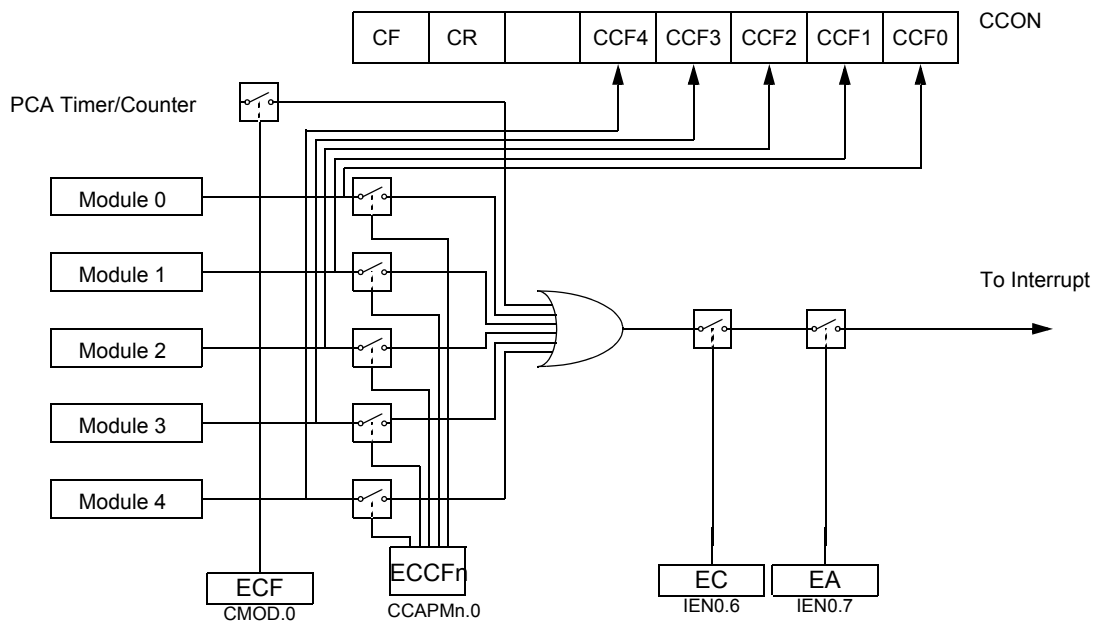 CF CR CCF4 CCF3 CCF2 CCF1 CCF0 CCON
PCA Timer/Counter
Module 0
Module 1
To Interrupt
Module 2
Module 3
Module 4
ECF
CMOD.0
ECCFn
CCAPMn.0
EC
IEN0.6
EA
IEN0.7